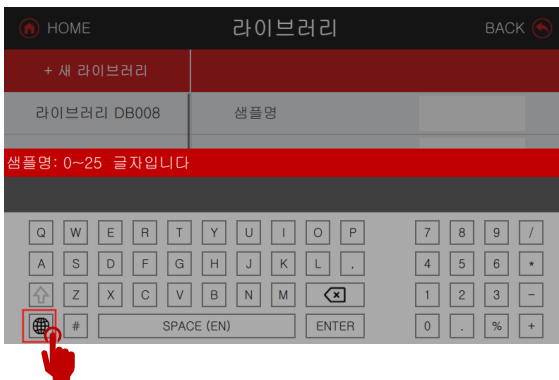 HOME 라이브러리 BACK
+ 새 라이브러리
라이브러리 DB008 샘플명
샘플명: 0~25 글자입니다
Q W E R T Y U I O P 7 8 9 /
A S D F G H J K L , 4 5 6 *
Z X C V B N M 1 2 3 -
# SPACE (EN) ENTER 0 . % +